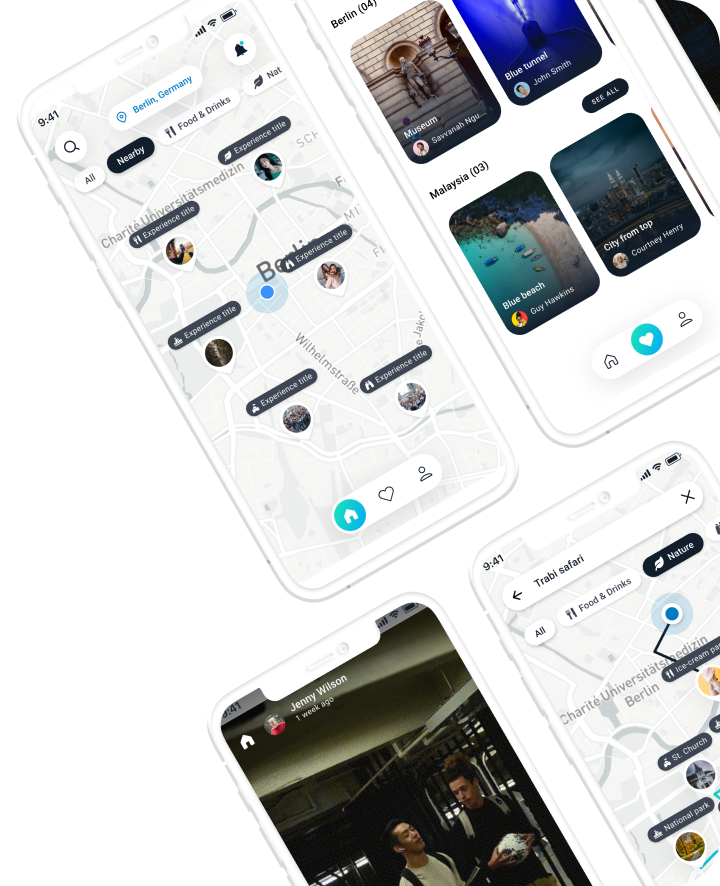 9:41
Berlin, Germany
All
Nearby
Food & Drinks
Nat
Experience title
SCH
Charité Universitätsmedizin
Experience title
Berlin
Experience title
Experience title
Wilhelmstraße
Experience title
Experience title
Berlin (04)
Museum
Savvanah Ngu...
Blue tunnel
John Smith
SEE ALL
Malaysia (03)
Blue beach
Guy Hawkins
City from top
Courtney Henry
9:41
Jenny Wilson
1 week ago
9:41
Trabi safari
All
Food & Drinks
Nature
Charité Universitätsmedizin
Berlin
Ice-cream pa
St. Church
National park